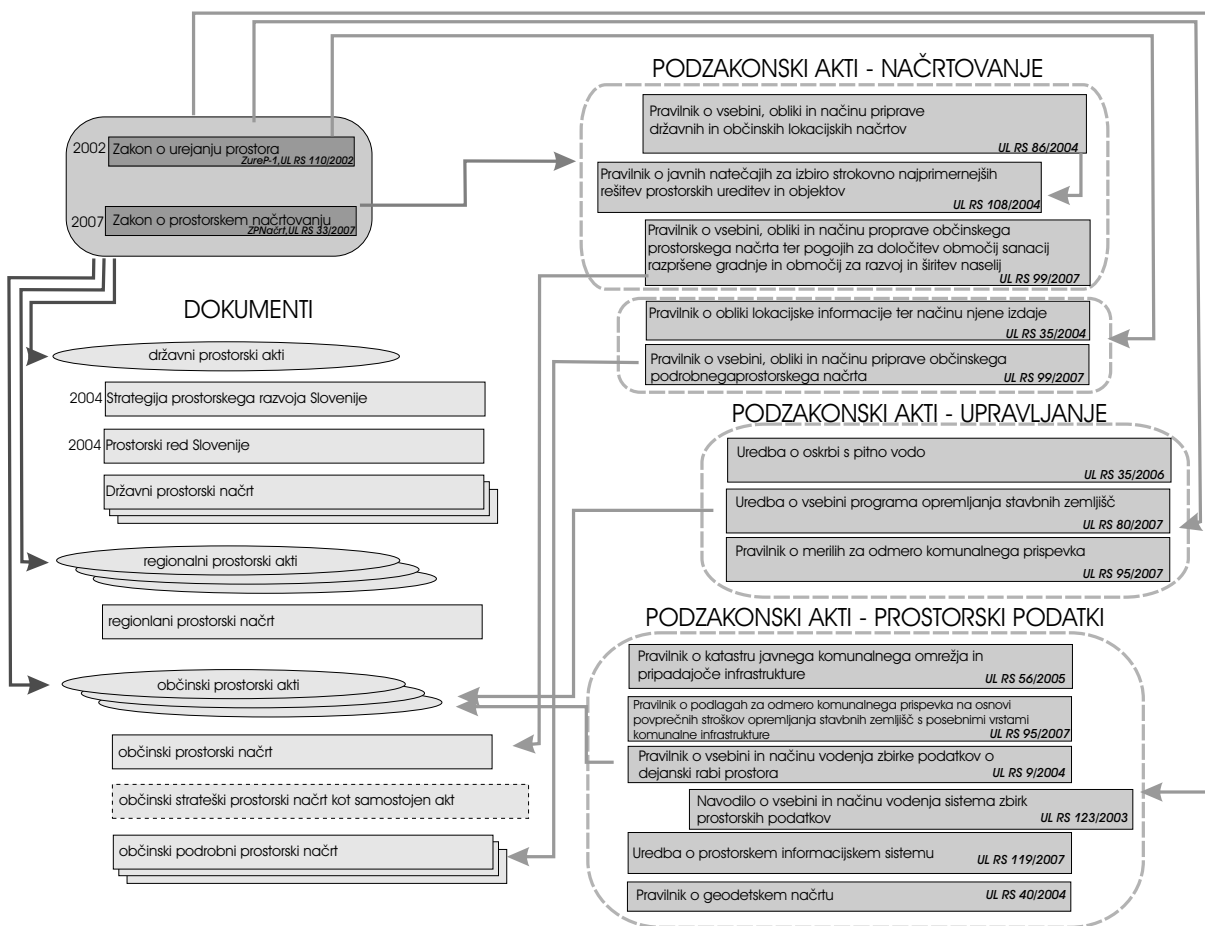 PODZAKONSKI AKTI - NAČRTOVANJE
Pravilnik o vsebini, obliki in načinu priprave
državnih in občinskih lokacijskih načrtov
UL RS 86/2004
Pravilnik o javnih natečajih za izbiro strokovno najprimernejših
rešitev prostorskih ureditev in objektov
UL RS 108/2004
Pravilnik o vsebini, obliki in načinu proprave občinskega
prostorskega načrta ter pogojih za določitev območij sanacij
razpršene gradnje in območij za razvoj in širitev naselij
UL RS 99/2007
Pravilnik o obliki lokacijske informacije ter načinu njene izdaje
UL RS 35/2004
Pravilnik o vsebini, obliki in načinu priprave občinskega
podrobnegaprostorskega načrta
UL RS 99/2007
2002 Zakon o urejanju prostora
ZureP-1,UL RS 110/2002
2007 Zakon o prostorskem načrtovanju
ZPNačrt,UL RS 33/2007
DOKUMENTI
državni prostorski akti
2004 Strategija prostorskega razvoja Slovenije
2004 Prostorski red Slovenije
Državni prostorski načrt
regionalni prostorski akti
regionlani prostorski načrt
občinski prostorski akti
občinski prostorski načrt
občinski strateški prostorski načrt kot samostojen akt
občinski podrobni prostorski načrt
PODZAKONSKI AKTI - UPRAVLJANJE
Uredba o oskrbi s pitno vodo
UL RS 35/2006
Uredba o vsebini programa opremljanja stavbnih zemljišč
UL RS 80/2007
Pravilnik o merilih za odmero komunalnega prispevka
UL RS 95/2007
PODZAKONSKI AKTI - PROSTORSKI PODATKI
Pravilnik o katastru javnega komunalnega omrežja in
pripadajoče infrastrukture
UL RS 56/2005
Pravilnik o podlagah za odmero komunalnega prispevka na osnovi
povprečnih stroškov opremljanja stavbnih zemljišč s posebnimi vrstami
komunalne infrastrukture
UL RS 95/2007
Pravilnik o vsebini in načinu vodenja zbirke podatkov o
dejanski rabi prostora
UL RS 9/2004
Navodilo o vsebini in načinu vodenja sistema zbirk
prostorskih podatkov
UL RS 123/2003
Uredba o prostorskem informacijskem sistemu
UL RS 119/2007
Pravilnik o geodetskem načrtu
UL RS 40/2004